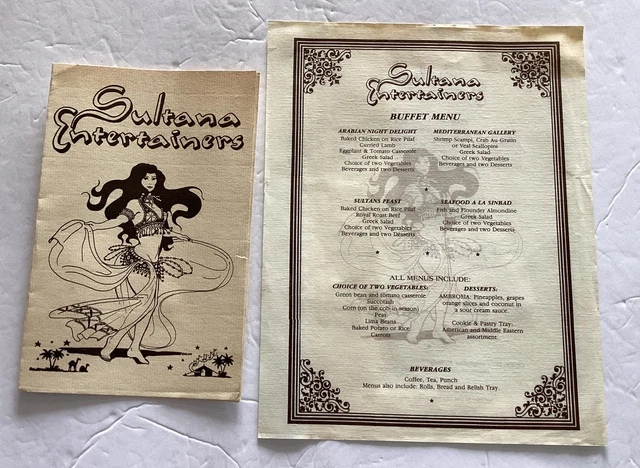 Sultana
Entertainers
Sultana
Entertainers
BUFFET MENU
ARABIAN NIGHT DELIGHT
Baked Chicken on Rice Pilaf
Curried Lamb
Eggplant & Tomato Casserole
Greek Salad
Choice of two Vegetables
Beverages and two Desserts
MEDITERRANEAN GALLERY
Shrimp Scampi, Crab Au-Gratin
or Veal Scallopini
Greek Salad
Choice of two Vegetables
Beverages and two Desserts
SULTANS FEAST
Baked Chicken on Rice Pilaf
Royal Roast Beef
Greek Salad
Choice of two Vegetables
Beverages and two Desserts
SEAFOOD A LA SINBAD
Fish and Flounder Almondine
Greek Salad
Choice of two Vegetables
Beverages and two Desserts
ALL MENUS INCLUDE:
CHOICE OF TWO VEGETABLES:
Green bean and tomato casserole
Succotash
Corn (on the cob in season)
Peas
Lima Beans
Baked Potato or Rice
Carrots
DESSERTS:
AMBROSIA: Pineapples, grapes
orange slices and coconut in
a sour cream sauce.
Cookie & Pastry Tray:
American and Middle Eastern
assortment.
BEVERAGES
Coffee, Tea, Punch
Menus also include: Rolls, Bread and Relish Tray.